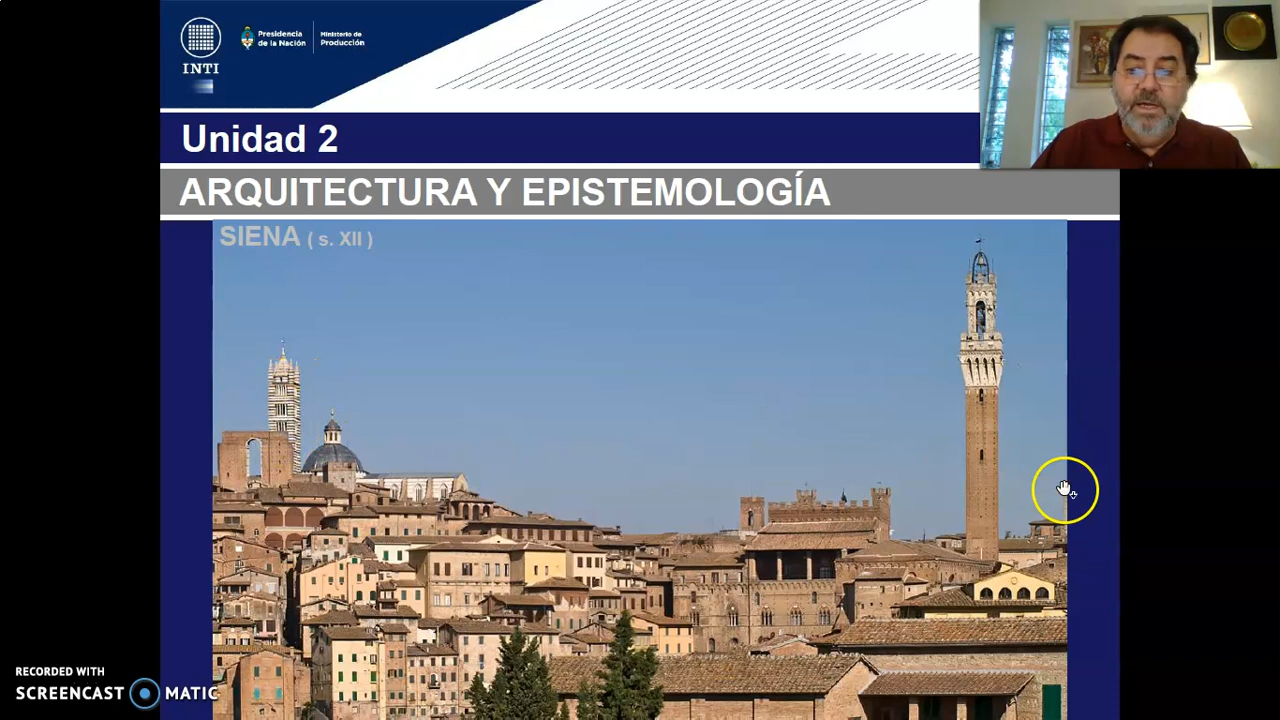 INTI
Presidencia
de la Nación
Ministerio de
Producción
Unidad 2
ARQUITECTURA Y EPISTEMOLOGÍA
SIENA ( s. XII )
RECORDED WITH
SCREENCAST MATIC